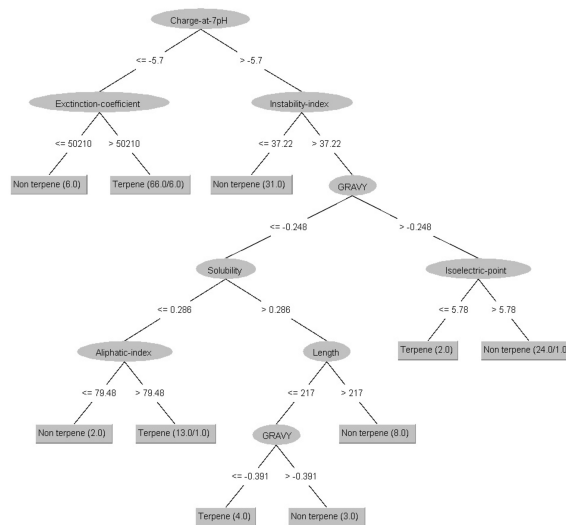 Charge-at-7pH
<= -5.7
> -5.7
Exctinction-coefficient
Instability-index
<= 50210
> 50210
<= 37.22
> 37.22
Non terpene (6.0)
Terpene (66.0/6.0)
Non terpene (31.0)
GRAVY
<= -0.248
> -0.248
Solubility
Isoelectric-point
<= 0.286
> 0.286
<= 5.78
> 5.78
Aliphatic-index
Length
Terpene (2.0)
Non terpene (24.0/1.0
<= 79.48
> 79.48
<= 217
> 217
Non terpene (2.0)
Terpene (13.0/1.0)
GRAVY
Non terpene (8.0)
<= -0.391
> -0.391
Terpene (4.0)
Non terpene (3.0)